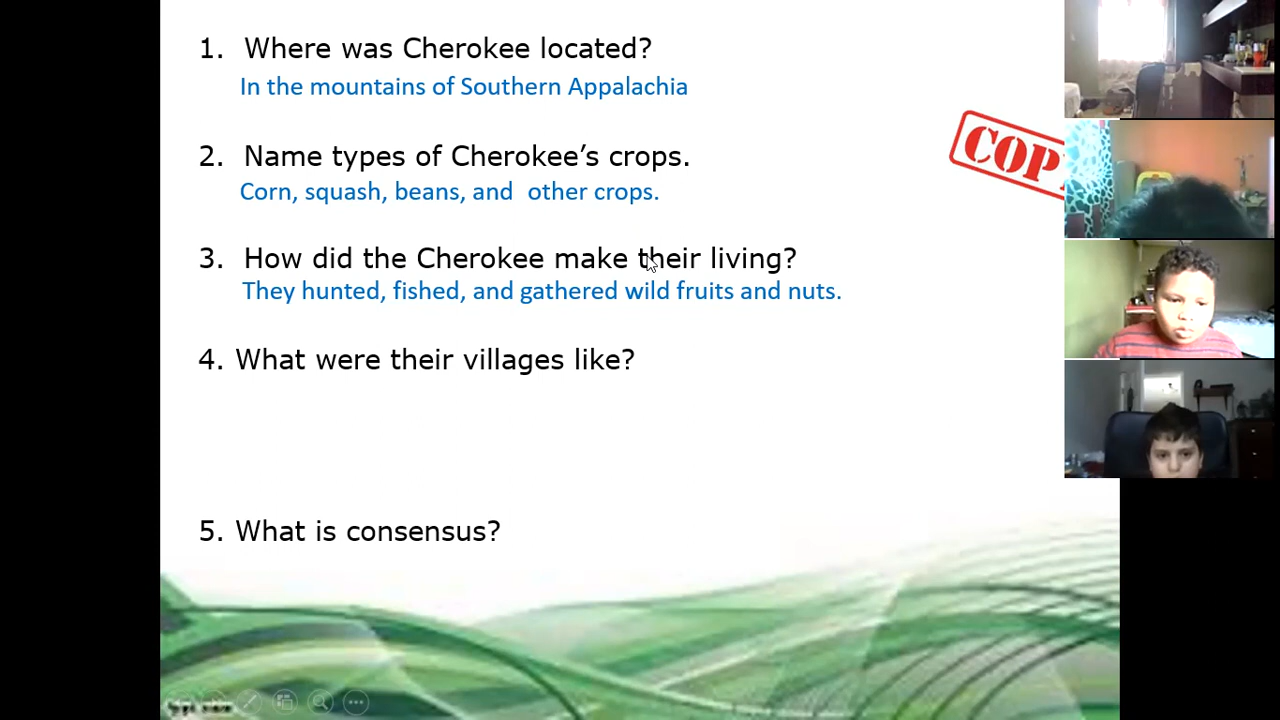 1. Where was Cherokee located?
In the mountains of Southern Appalachia
COP
2. Name types of Cherokee’s crops.
Corn, squash, beans, and other crops.
3. How did the Cherokee make their living?
They hunted, fished, and gathered wild fruits and nuts.
4. What were their villages like?
5. What is consensus?